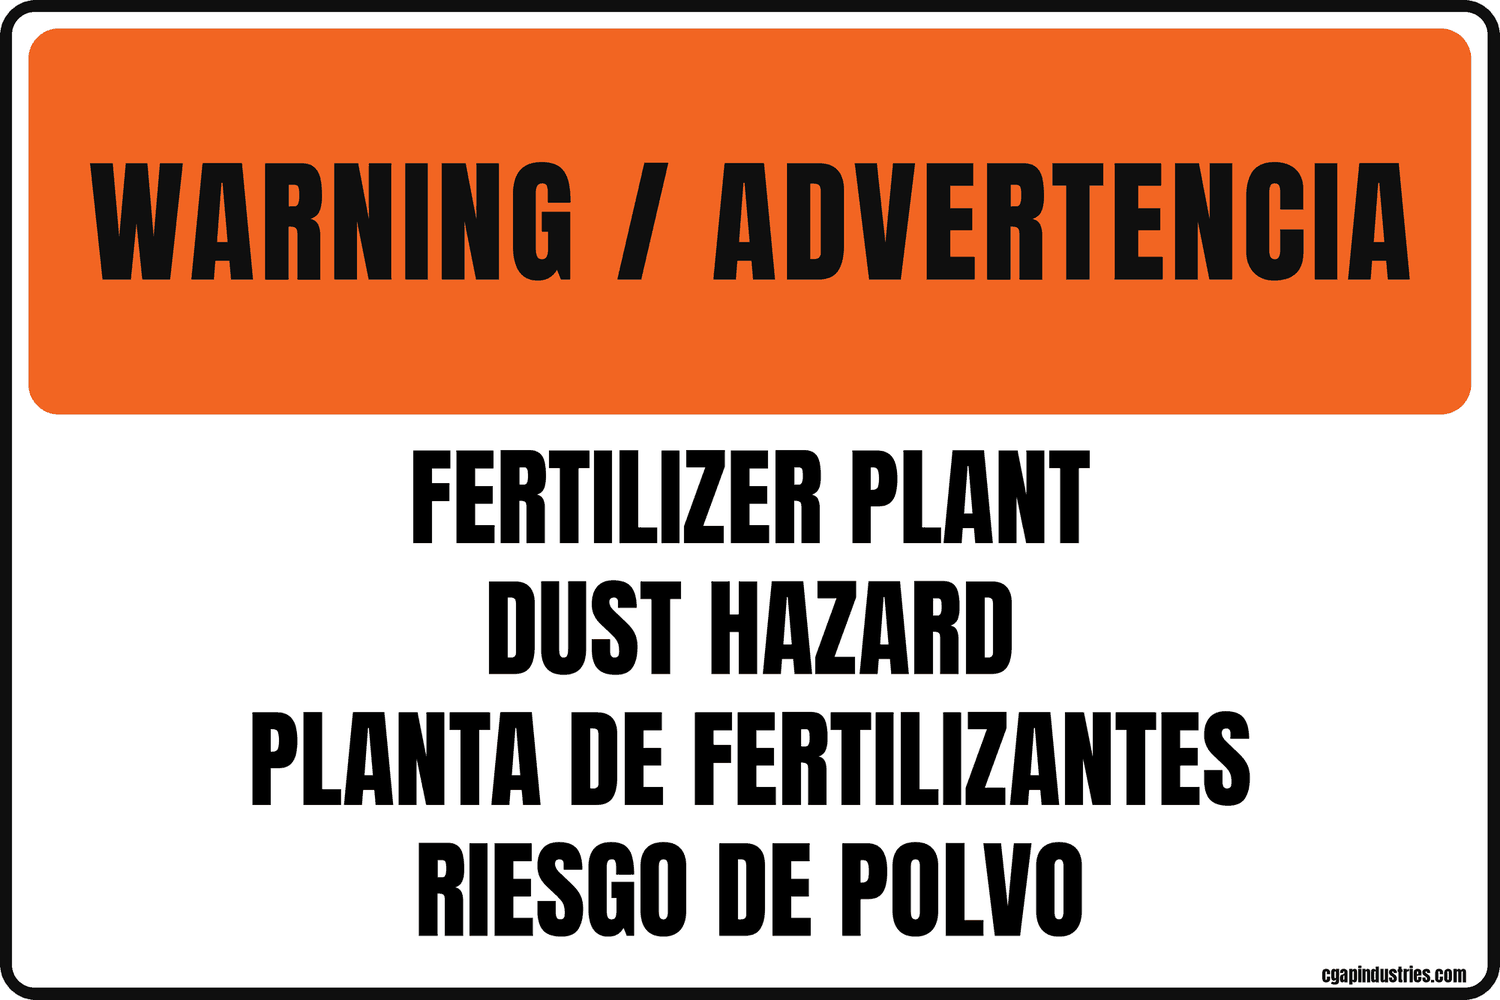 WARNING / ADVERTENCIA
FERTILIZER PLANT
DUST HAZARD
PLANTA DE FERTILIZANTES
RIESGO DE POLVO
cgapindustries.com